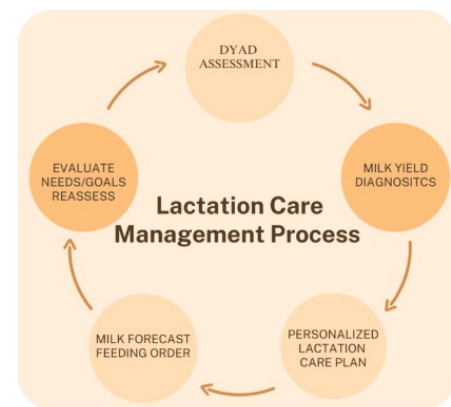 DYAD
ASSESSMENT
EVALUATE
NEEDS/GOALS
REASSESS
MILK YIELD
DIAGNOSITCS
Lactation Care
Management Process
MILK FORECAST
FEEDING ORDER
PERSONALIZED
LACTATION
CARE PLAN